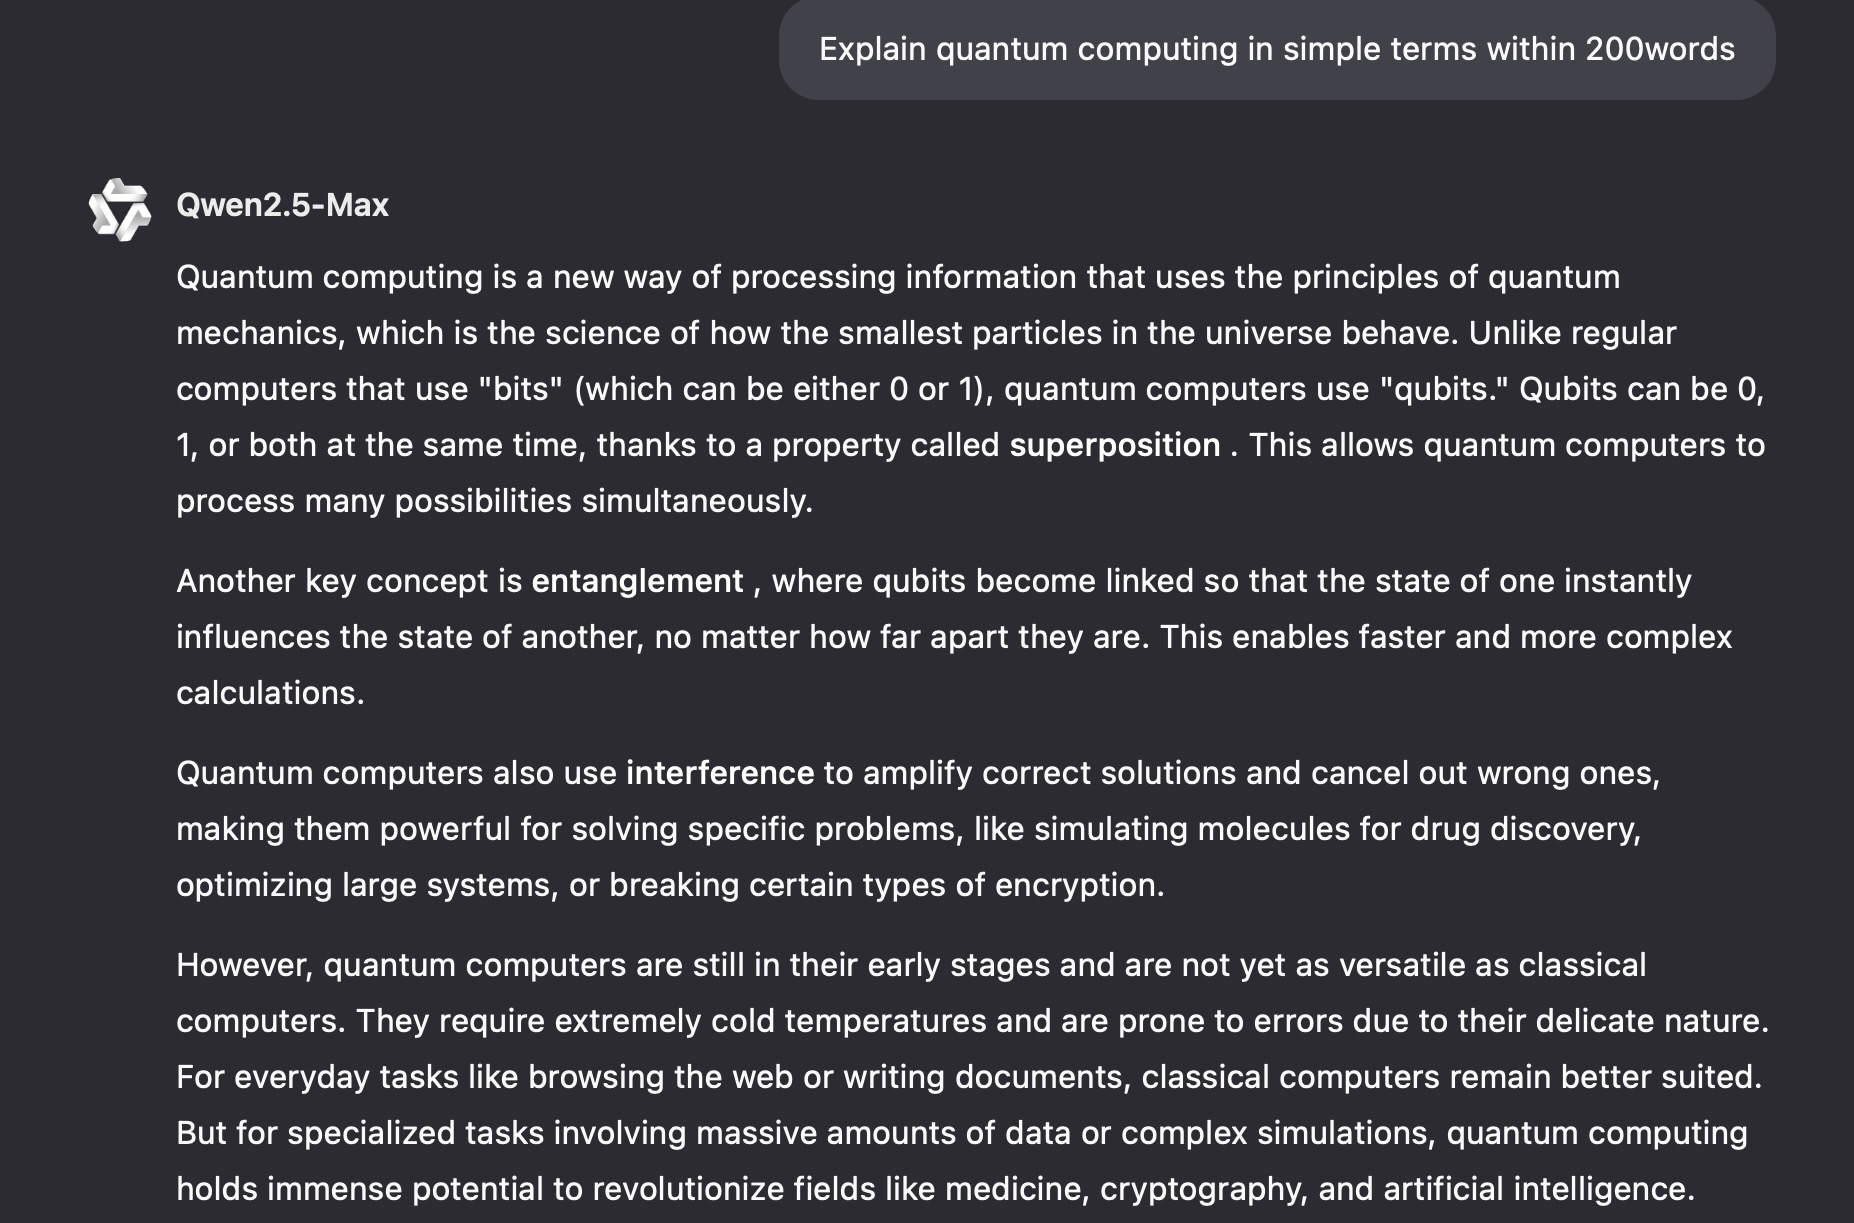 Explain quantum computing in simple terms within 200words
Qwen2.5-Max
Quantum computing is a new way of processing information that uses the principles of quantum
mechanics, which is the science of how the smallest particles in the universe behave. Unlike regular
computers that use "bits" (which can be either 0 or 1), quantum computers use "qubits." Qubits can be 0,
1, or both at the same time, thanks to a property called superposition . This allows quantum computers to
process many possibilities simultaneously.
Another key concept is entanglement , where qubits become linked so that the state of one instantly
influences the state of another, no matter how far apart they are. This enables faster and more complex
calculations.
Quantum computers also use interference to amplify correct solutions and cancel out wrong ones,
making them powerful for solving specific problems, like simulating molecules for drug discovery,
optimizing large systems, or breaking certain types of encryption.
However, quantum computers are still in their early stages and are not yet as versatile as classical
computers. They require extremely cold temperatures and are prone to errors due to their delicate nature.
For everyday tasks like browsing the web or writing documents, classical computers remain better suited.
But for specialized tasks involving massive amounts of data or complex simulations, quantum computing
holds immense potential to revolutionize fields like medicine, cryptography, and artificial intelligence.